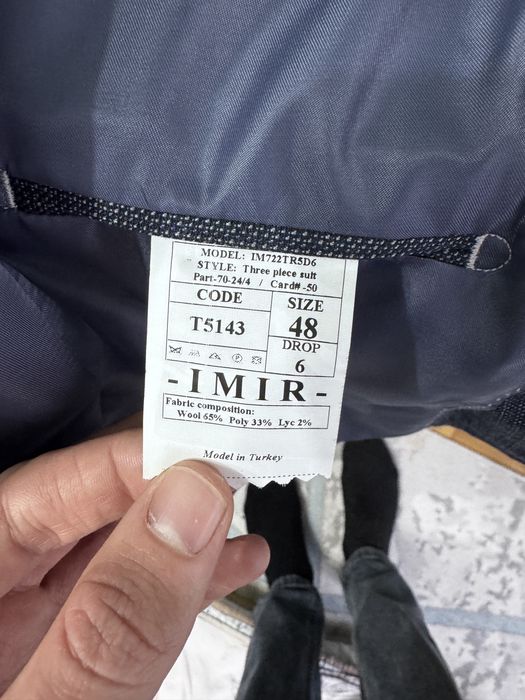 MODEL: IM722TR5D6
STYLE: Three piece suit
Part-70-24/4 / Card# -50
CODE
SIZE
T5143
48
DROP
6
-IMIR-
Fabric composition:
Wool 65% Poly 33% Lyc 2%
Model in Turkey